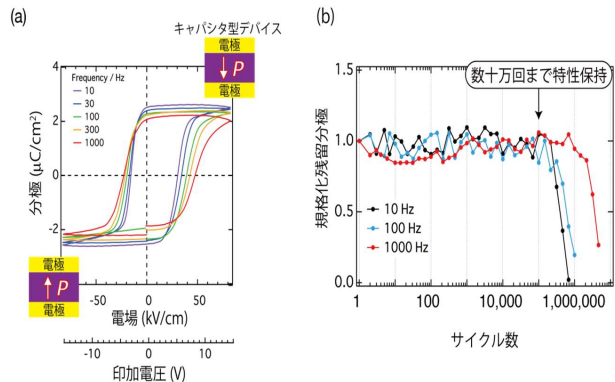 (a)
キャパシタ型デバイス
電極
P
電極
Frequency / Hz
10
30
100
300
1000
分極 (μC/cm²)
4
2
0
-2
電極
P
電極
-50
0
50
電場 (kV/cm)
-10
0
10
印加電圧 (V)
(b)
数十万回まで特性保持
規格化残留分極
1.5
1.0
0.5
0.0
10 Hz
100 Hz
1000 Hz
1
100
10,000
1,000,000
サイクル数